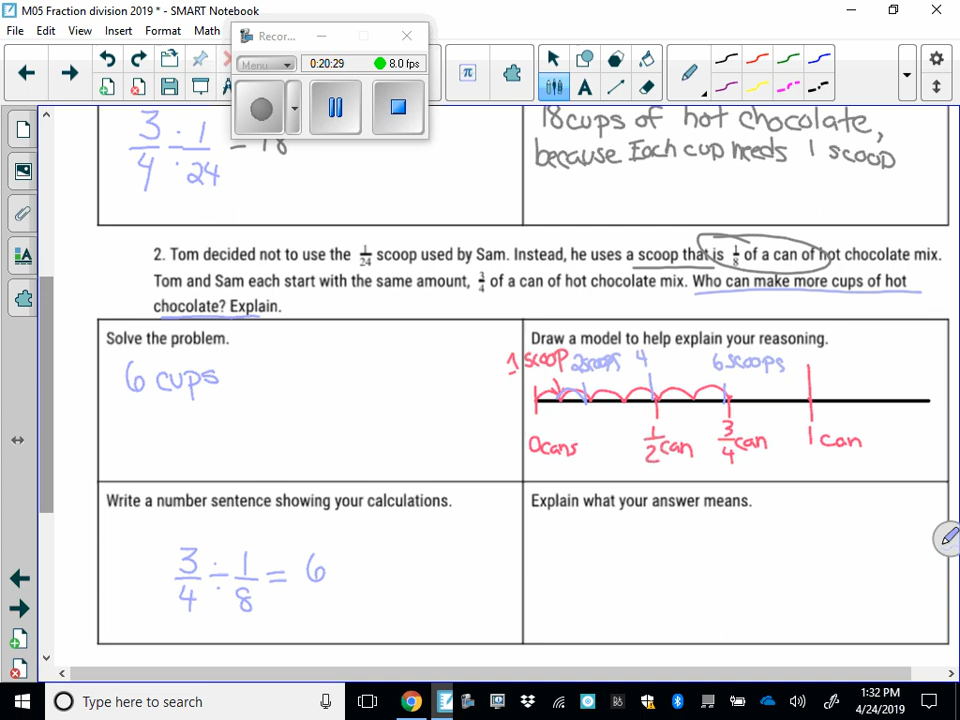 M05 Fraction division 2019 * - SMART Notebook
File Edit View Insert Format Math
Recor...
Menu 0:20:29 8.0 fps
π
A
3/4 ÷ 1/24 = 18
18 cups of hot chocolate,
because Each cup needs 1 scoop
2. Tom decided not to use the 1/24 scoop used by Sam. Instead, he uses a scoop that is 1/8 of a can of hot chocolate mix.
Tom and Sam each start with the same amount, 3/4 of a can of hot chocolate mix. Who can make more cups of hot
chocolate? Explain.
Solve the problem.
6 cups
Draw a model to help explain your reasoning.
1 scoop 2 scoops 4 6 scoops
0 cans 1/2 can 3/4 can 1 can
Write a number sentence showing your calculations.
3/4 ÷ 1/8 = 6
Explain what your answer means.
Type here to search
1:32 PM
4/24/2019